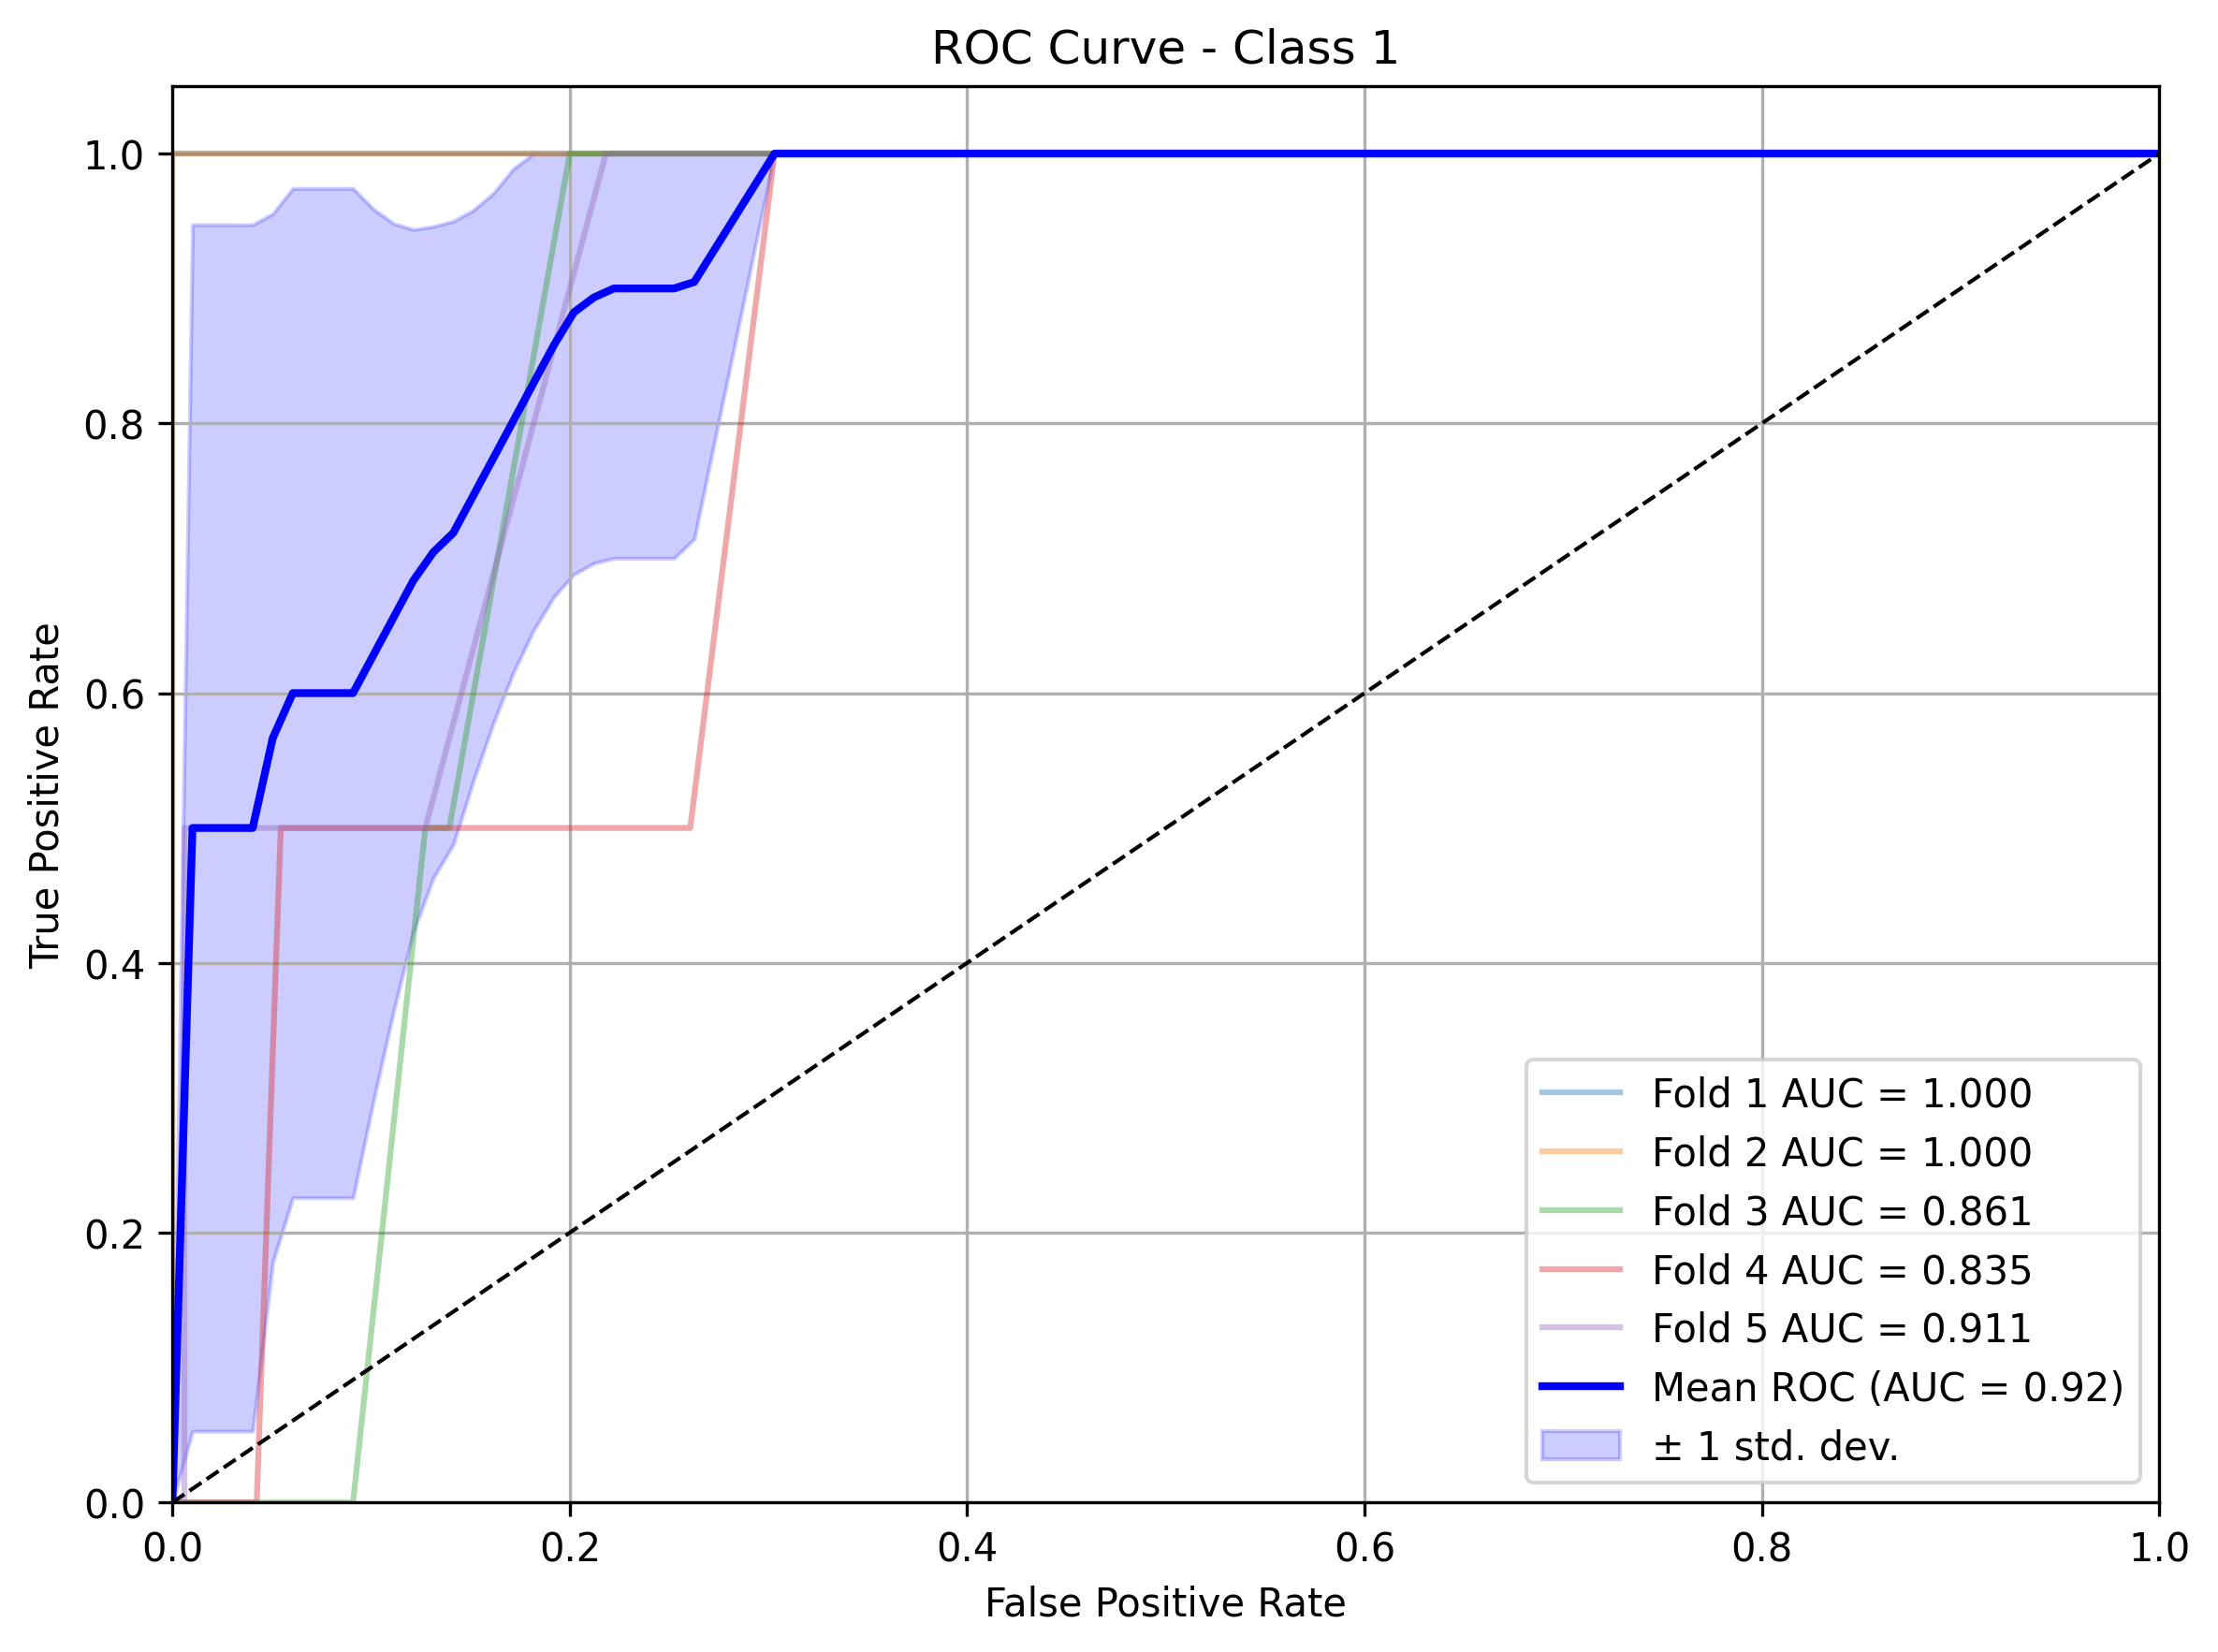 ROC Curve - Class 1
True Positive Rate
1.0
0.8
0.6
0.4
0.2
0.0
0.0 0.2 0.4 0.6 0.8 1.0
False Positive Rate
Fold 1 AUC = 1.000
Fold 2 AUC = 1.000
Fold 3 AUC = 0.861
Fold 4 AUC = 0.835
Fold 5 AUC = 0.911
Mean ROC (AUC = 0.92)
± 1 std. dev.